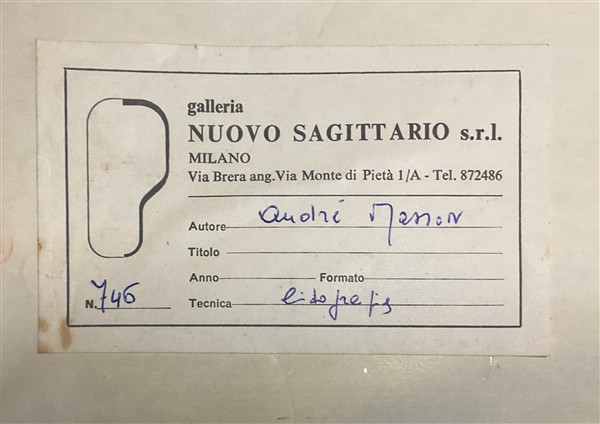 galleria
NUOVO SAGITTARIO s.r.l.
MILANO
Via Brera ang.Via Monte di Pietà 1/A - Tel. 872486
Autore André Masson
Titolo
Anno Formato
N. 746 Tecnica litografia